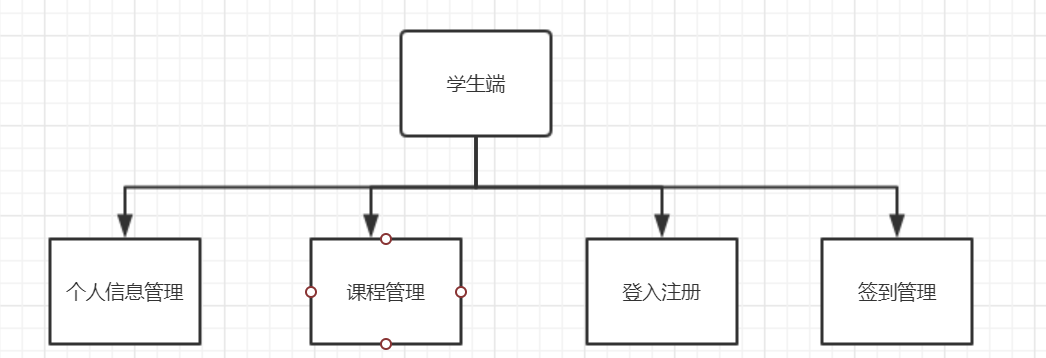 学生端
个人信息管理
课程管理
登入注册
签到管理